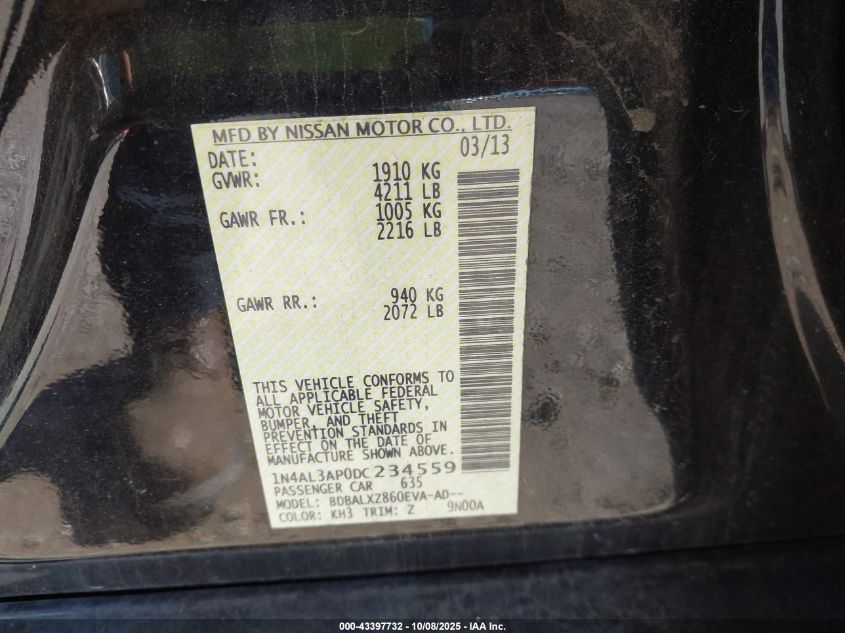 MFD BY NISSAN MOTOR CO., LTD.
DATE: 03/13
GVWR: 1910 KG
4211 LB
GAWR FR.: 1005 KG
2216 LB
GAWR RR.: 940 KG
2072 LB
THIS VEHICLE CONFORMS TO
ALL APPLICABLE FEDERAL
MOTOR VEHICLE SAFETY,
BUMPER, AND THEFT
PREVENTION STANDARDS IN
EFFECT ON THE DATE OF
MANUFACTURE SHOWN ABOVE.
1N4AL3AP0DC234559
PASSENGER CAR 635
MODEL: BDBALXZ860EVA-AD--
COLOR: KH3 TRIM: Z 9N00A
000-43397732 - 10/08/2025 - IAA Inc.